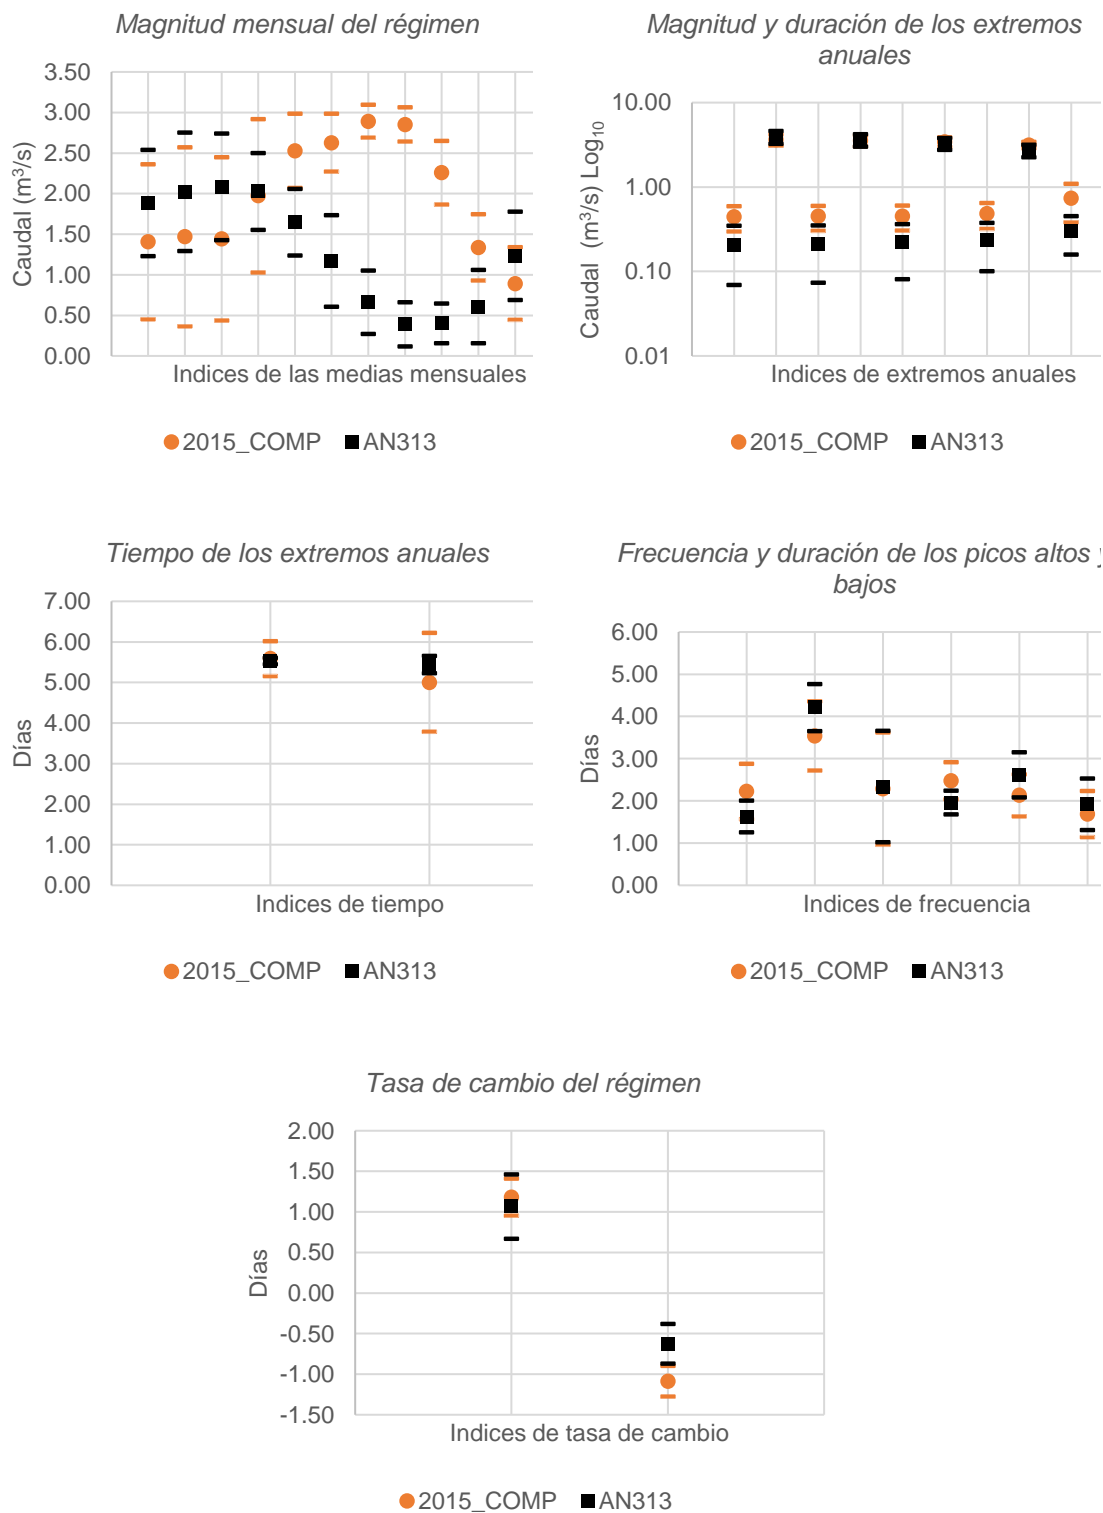 Magnitud mensual del régimen
Caudal (m³/s)
3.50
3.00
2.50
2.00
1.50
1.00
0.50
0.00
Indices de las medias mensuales
2015_COMP AN313
Magnitud y duración de los extremos
anuales
Caudal (m³/s) Log₁₀
10.00
1.00
0.10
0.01
Indices de extremos anuales
2015_COMP AN313
Tiempo de los extremos anuales
Días
7.00
6.00
5.00
4.00
3.00
2.00
1.00
0.00
Indices de tiempo
2015_COMP AN313
Frecuencia y duración de los picos altos y
bajos
Días
6.00
5.00
4.00
3.00
2.00
1.00
0.00
Indices de frecuencia
2015_COMP AN313
Tasa de cambio del régimen
Días
2.00
1.50
1.00
0.50
0.00
-0.50
-1.00
-1.50
Indices de tasa de cambio
2015_COMP AN313